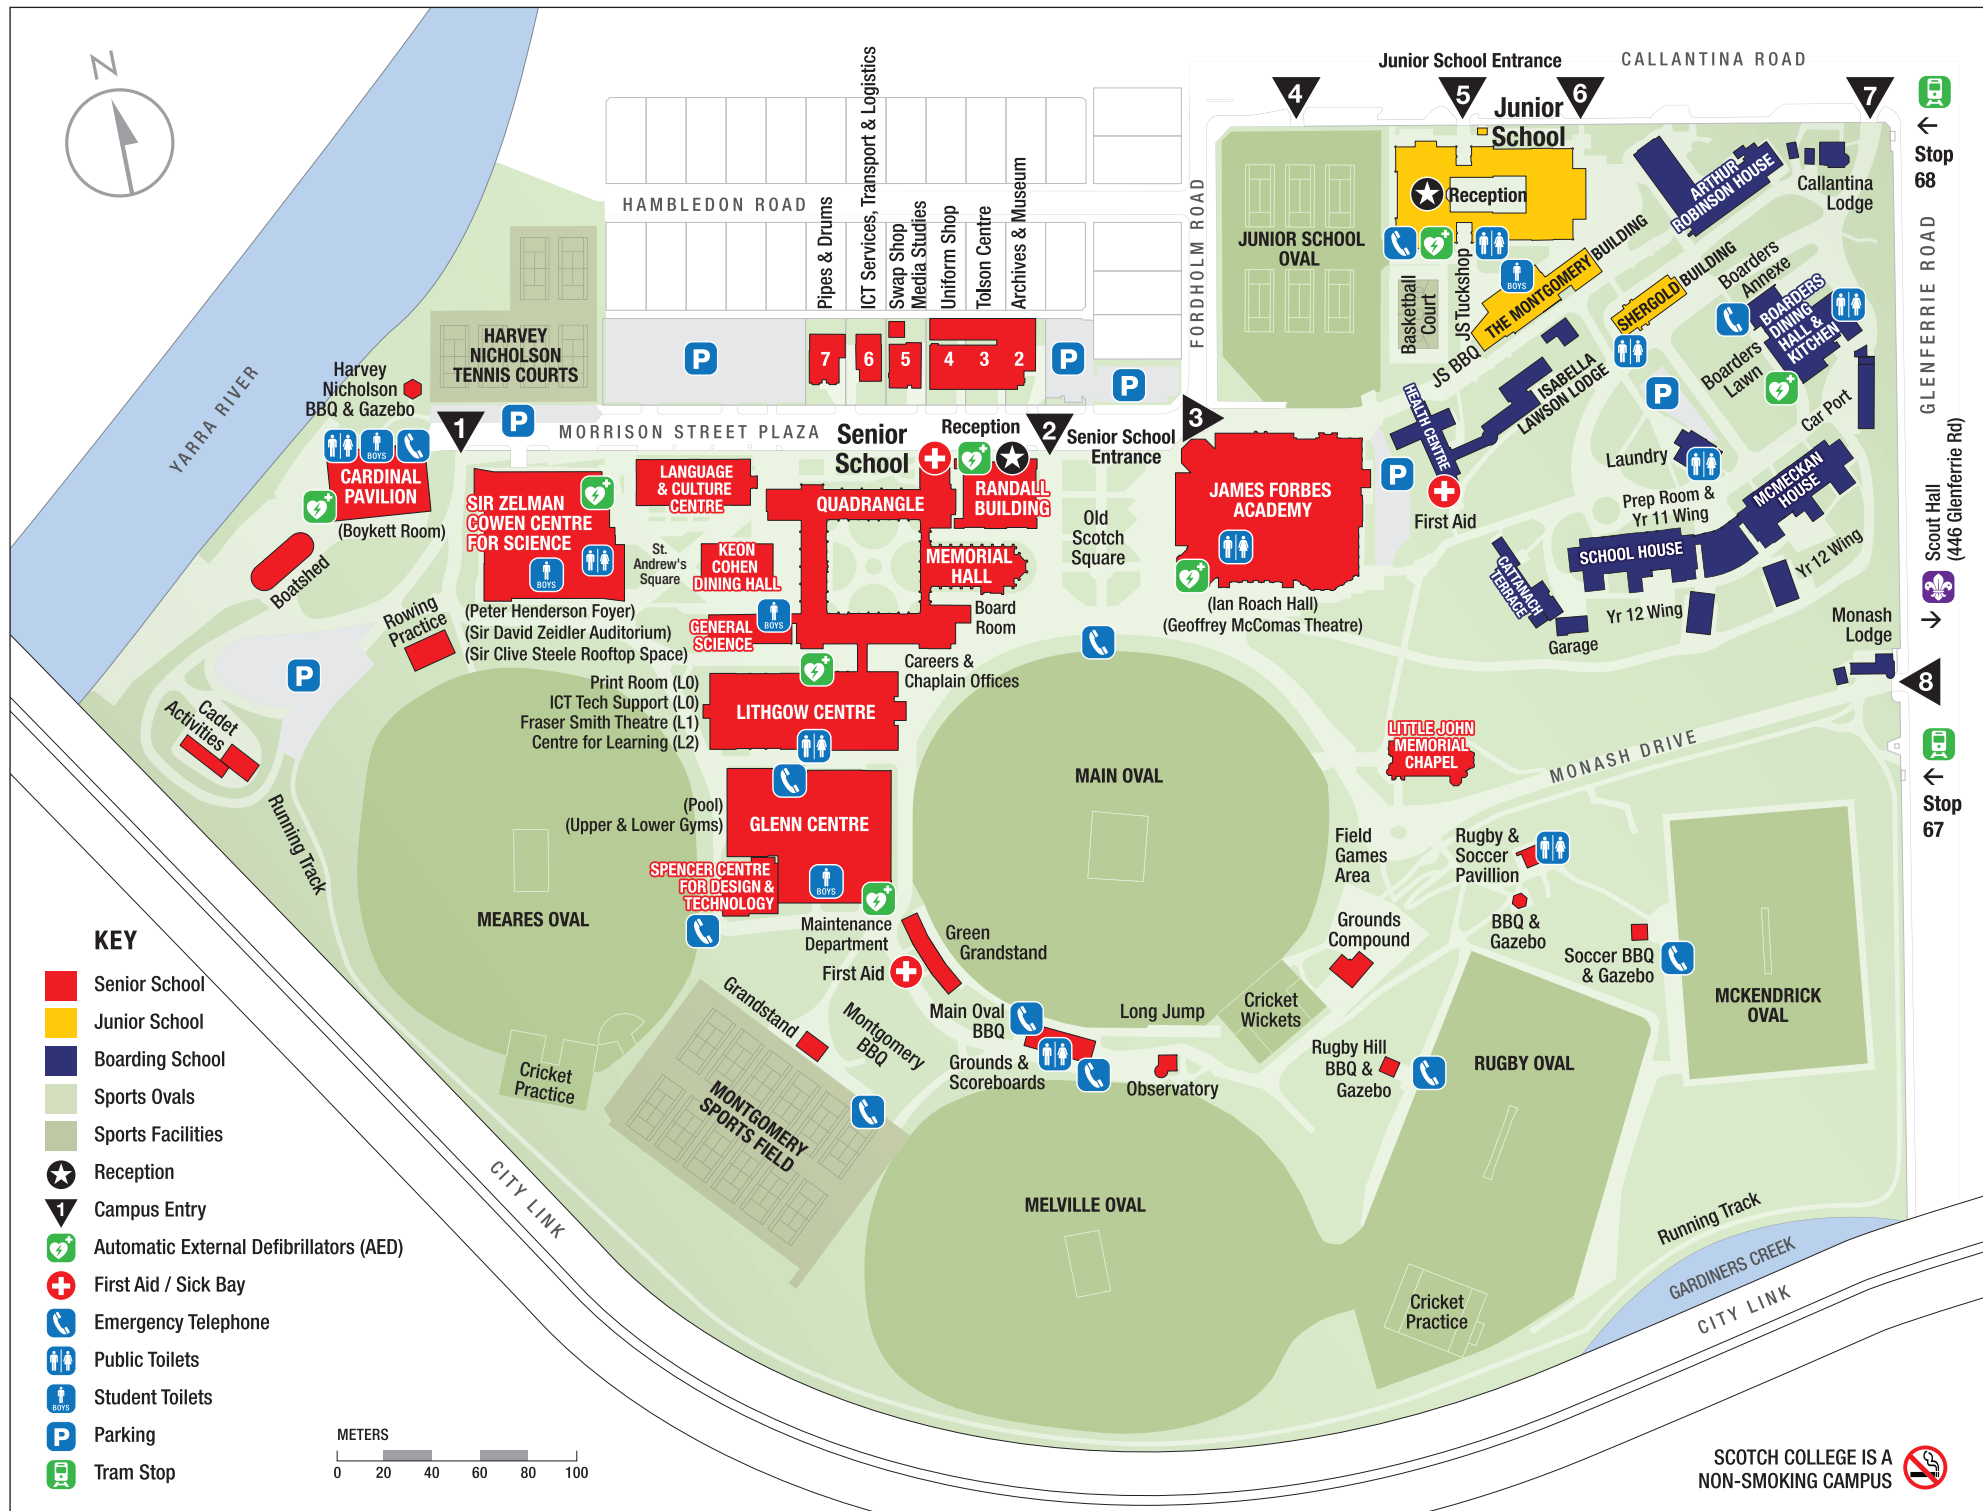 N
YARRA RIVER
HAMBLEDON ROAD
Pipes & Drums
ICT Services, Transport & Logistics
Swap Shop
Media Studies
Uniform Shop
Tolson Centre
Archives & Museum
7
6
5
4
3
2
P
P
P
FORDHOLM ROAD
Junior School Entrance
CALLANTINA ROAD
4
5
6
7
Junior
School
Reception
JUNIOR SCHOOL
OVAL
Basketball
Court
JS Tuckshop
BOYS
THE MONTGOMERY BUILDING
JS BBQ
SHERGOLD BUILDING
ARTHUR
ROBINSON HOUSE
Callantina
Lodge
Boarders
Annexe
BOARDERS
DINING
HALL &
KITCHEN
Boarders
Lawn
Car Port
P
ISABELLA
LAWSON LODGE
HEALTH CENTRE
First Aid
P
Laundry
Prep Room &
Yr 11 Wing
MCMECKAN
HOUSE
SCHOOL HOUSE
CATTANACH
TERRACE
Garage
Yr 12 Wing
Yr 12 Wing
Monash
Lodge
8
Stop
68
GLENFERRIE ROAD
Scout Hall
(446 Glenferrie Rd)
Stop
67
HARVEY
NICHOLSON
TENNIS COURTS
Harvey
Nicholson
BBQ & Gazebo
1
P
MORRISON STREET PLAZA
Senior
School
Reception
2
Senior School
Entrance
3
BOYS
CARDINAL
PAVILION
(Boykett Room)
Boatshed
Rowing
Practice
P
Cadet
Activities
Running Track
SIR ZELMAN
COWEN CENTRE
FOR SCIENCE
BOYS
(Peter Henderson Foyer)
(Sir David Zeidler Auditorium)
(Sir Clive Steele Rooftop Space)
LANGUAGE
& CULTURE
CENTRE
St.
Andrew's
Square
KEON
COHEN
DINING HALL
BOYS
GENERAL
SCIENCE
QUADRANGLE
RANDALL
BUILDING
MEMORIAL
HALL
Board
Room
Careers &
Chaplain Offices
Old
Scotch
Square
JAMES FORBES
ACADEMY
(Ian Roach Hall)
(Geoffrey McComas Theatre)
Print Room (L0)
ICT Tech Support (L0)
Fraser Smith Theatre (L1)
Centre for Learning (L2)
LITHGOW CENTRE
(Pool)
(Upper & Lower Gyms)
GLENN CENTRE
BOYS
SPENCER CENTRE
FOR DESIGN &
TECHNOLOGY
Maintenance
Department
First Aid
Green
Grandstand
MEARES OVAL
MAIN OVAL
LITTLE JOHN
MEMORIAL
CHAPEL
MONASH DRIVE
Field
Games
Area
Rugby &
Soccer
Pavillion
BBQ &
Gazebo
Grounds
Compound
Soccer BBQ
& Gazebo
MCKENDRICK
OVAL
Grandstand
Montgomery
BBQ
Main Oval
BBQ
Grounds &
Scoreboards
Long Jump
Observatory
Cricket
Wickets
Rugby Hill
BBQ &
Gazebo
RUGBY OVAL
Cricket
Practice
MONTGOMERY
SPORTS FIELD
MELVILLE OVAL
Cricket
Practice
Running Track
GARDINERS CREEK
CITY LINK
CITY LINK
KEY
Senior School
Junior School
Boarding School
Sports Ovals
Sports Facilities
Reception
1
Campus Entry
Automatic External Defibrillators (AED)
First Aid / Sick Bay
Emergency Telephone
Public Toilets
BOYS
Student Toilets
P
Parking
Tram Stop
METERS
0 20 40 60 80 100
SCOTCH COLLEGE IS A
NON-SMOKING CAMPUS